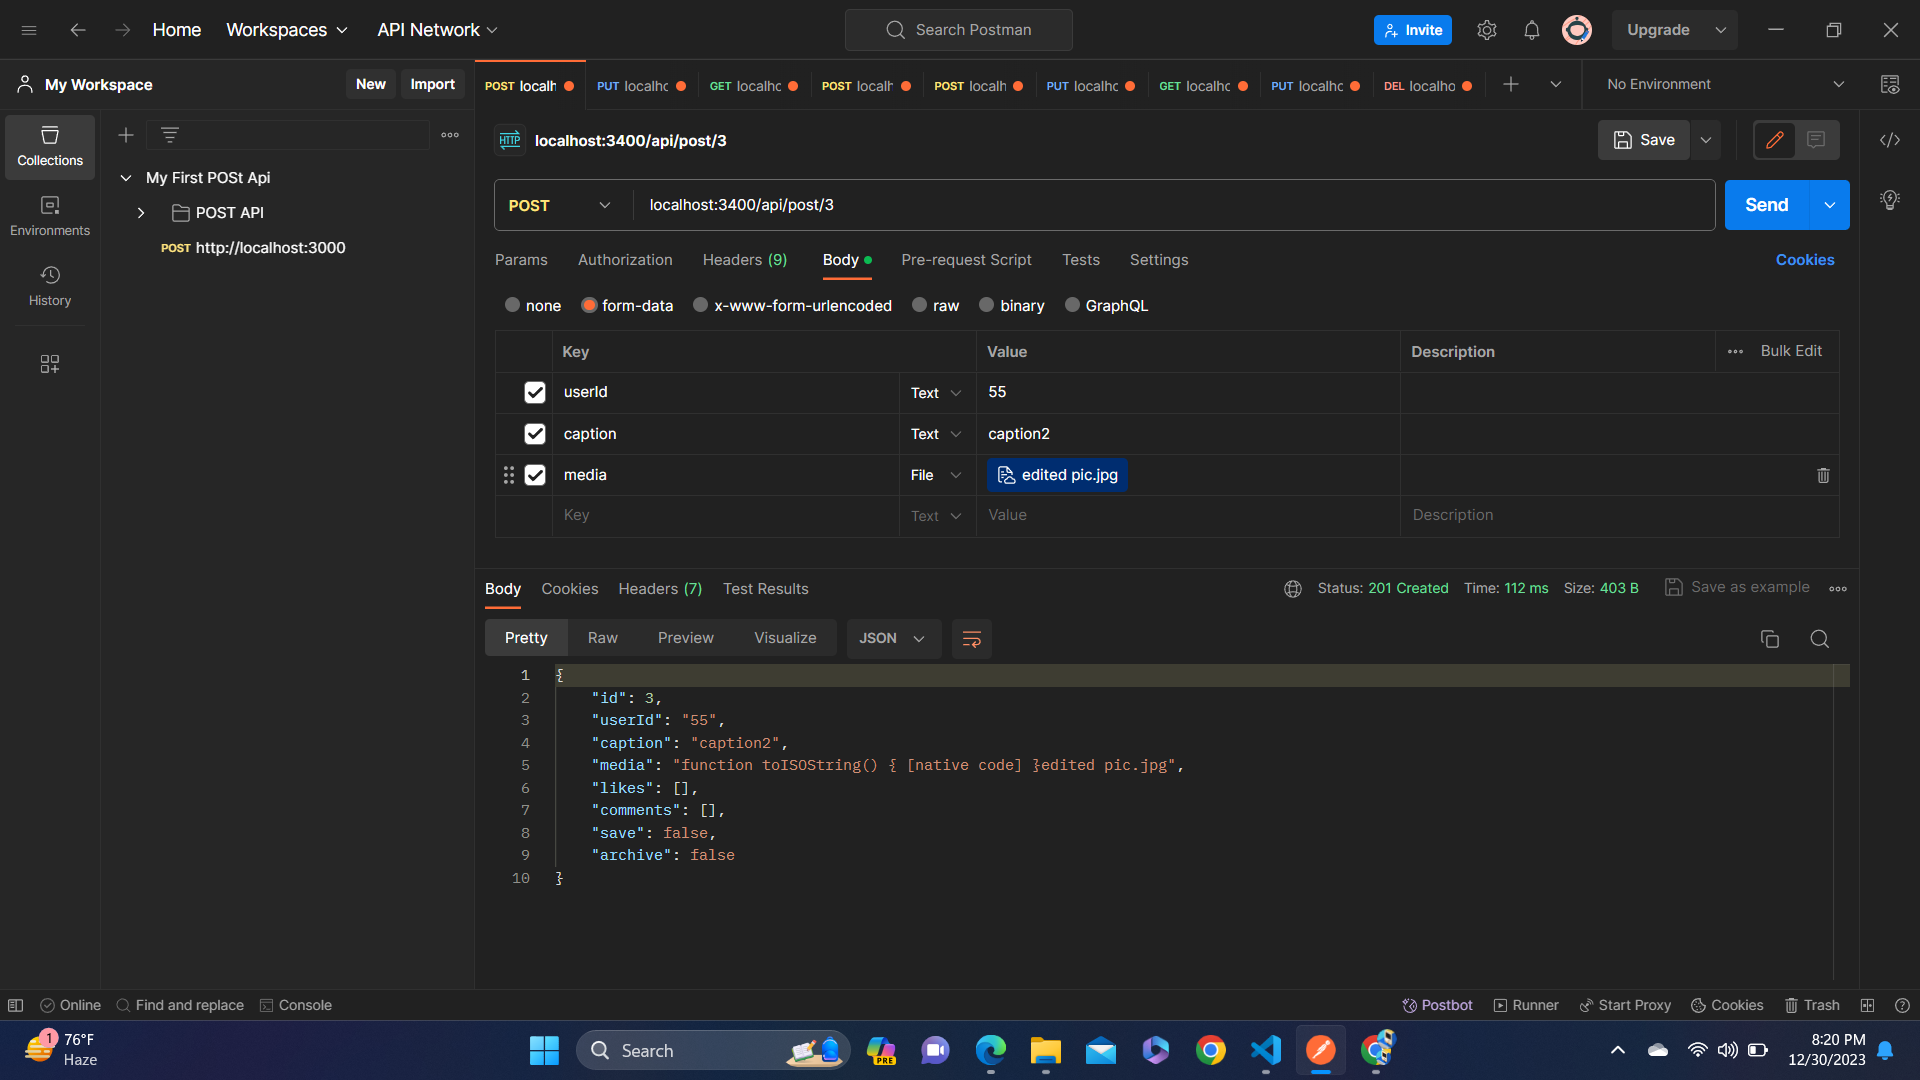 Home Workspaces API Network Search Postman Invite Upgrade
My Workspace New Import POST localh PUT localhc GET localhc POST localh POST localh PUT localhc GET localhc PUT localhc DEL localho No Environment
Collections
Environments
History
My First POSt Api
POST API
POST http://localhost:3000
HTTP localhost:3400/api/post/3 Save
POST localhost:3400/api/post/3 Send
Params Authorization Headers (9) Body Pre-request Script Tests Settings Cookies
none form-data x-www-form-urlencoded raw binary GraphQL
Key Value Description Bulk Edit
userId Text 55
caption Text caption2
media File edited pic.jpg
Key Text Value Description
Body Cookies Headers (7) Test Results Status: 201 Created Time: 112 ms Size: 403 B Save as example
Pretty Raw Preview Visualize JSON
1 {
2 "id": 3,
3 "userId": "55",
4 "caption": "caption2",
5 "media": "function toISOString() { [native code] }edited pic.jpg",
6 "likes": [],
7 "comments": [],
8 "save": false,
9 "archive": false
10 }
Online Find and replace Console Postbot Runner Start Proxy Cookies Trash
1 76°F
Haze
Search
PRE
8:20 PM
12/30/2023